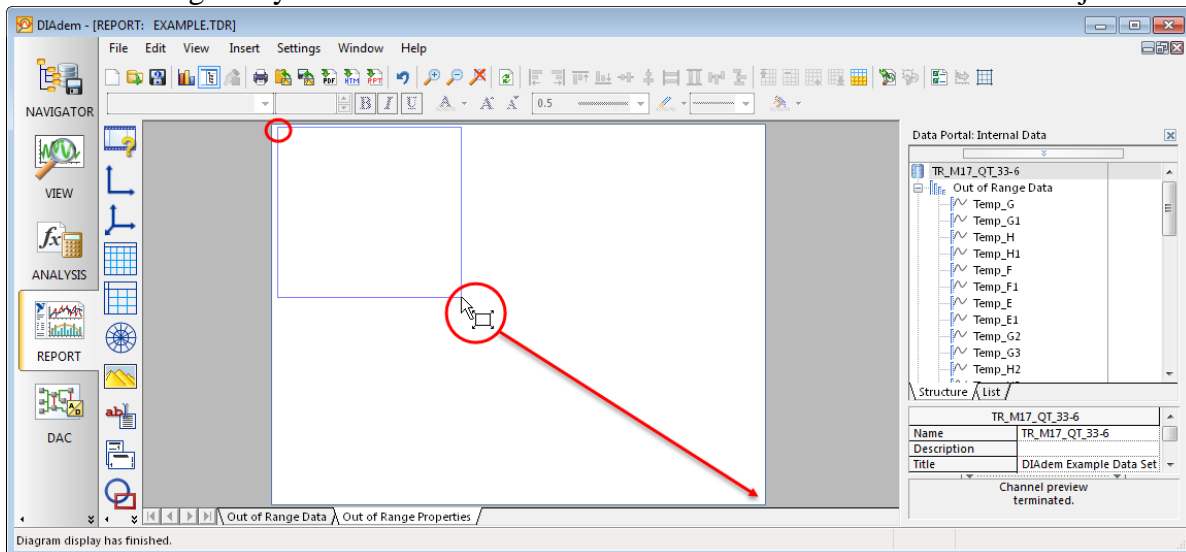 DIAdem - [REPORT: EXAMPLE.TDR]
File Edit View Insert Settings Window Help
NAVIGATOR
VIEW
ANALYSIS
REPORT
DAC
B I U A A A 0.5
Data Portal: Internal Data
TR_M17_QT_33-6
Out of Range Data
Temp_G
Temp_G1
Temp_H
Temp_H1
Temp_F
Temp_F1
Temp_E
Temp_E1
Temp_G2
Temp_G3
Temp_H2
Structure List
TR_M17_QT_33-6
Name TR_M17_QT_33-6
Description
Title DIAdem Example Data Set
Channel preview
terminated.
Out of Range Data Out of Range Properties
Diagram display has finished.